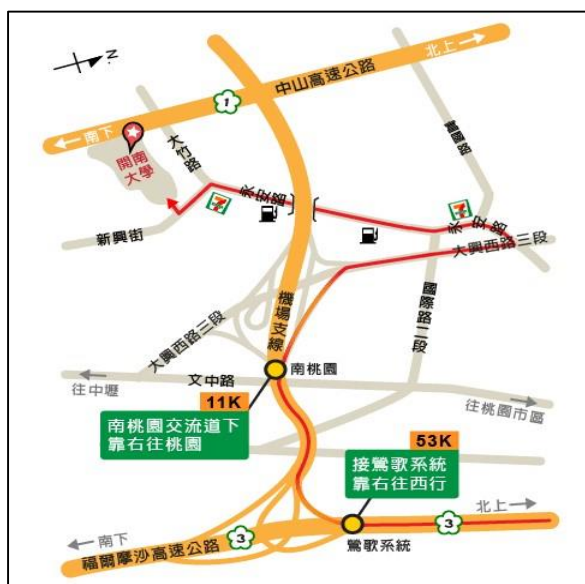 N
北上
中山高速公路
1
南下
開南
大學
大竹路
永安路
7
7
永安路
新興街
大興西路三段
大興西路三段
機場支線
國際路二段
南桃園
文中路
往中壢
往桃園市區
11K
南桃園交流道下
靠右往桃園
53K
接鶯歌系統
靠右往西行
北上
3
3
南下
福爾摩沙高速公路
鶯歌系統